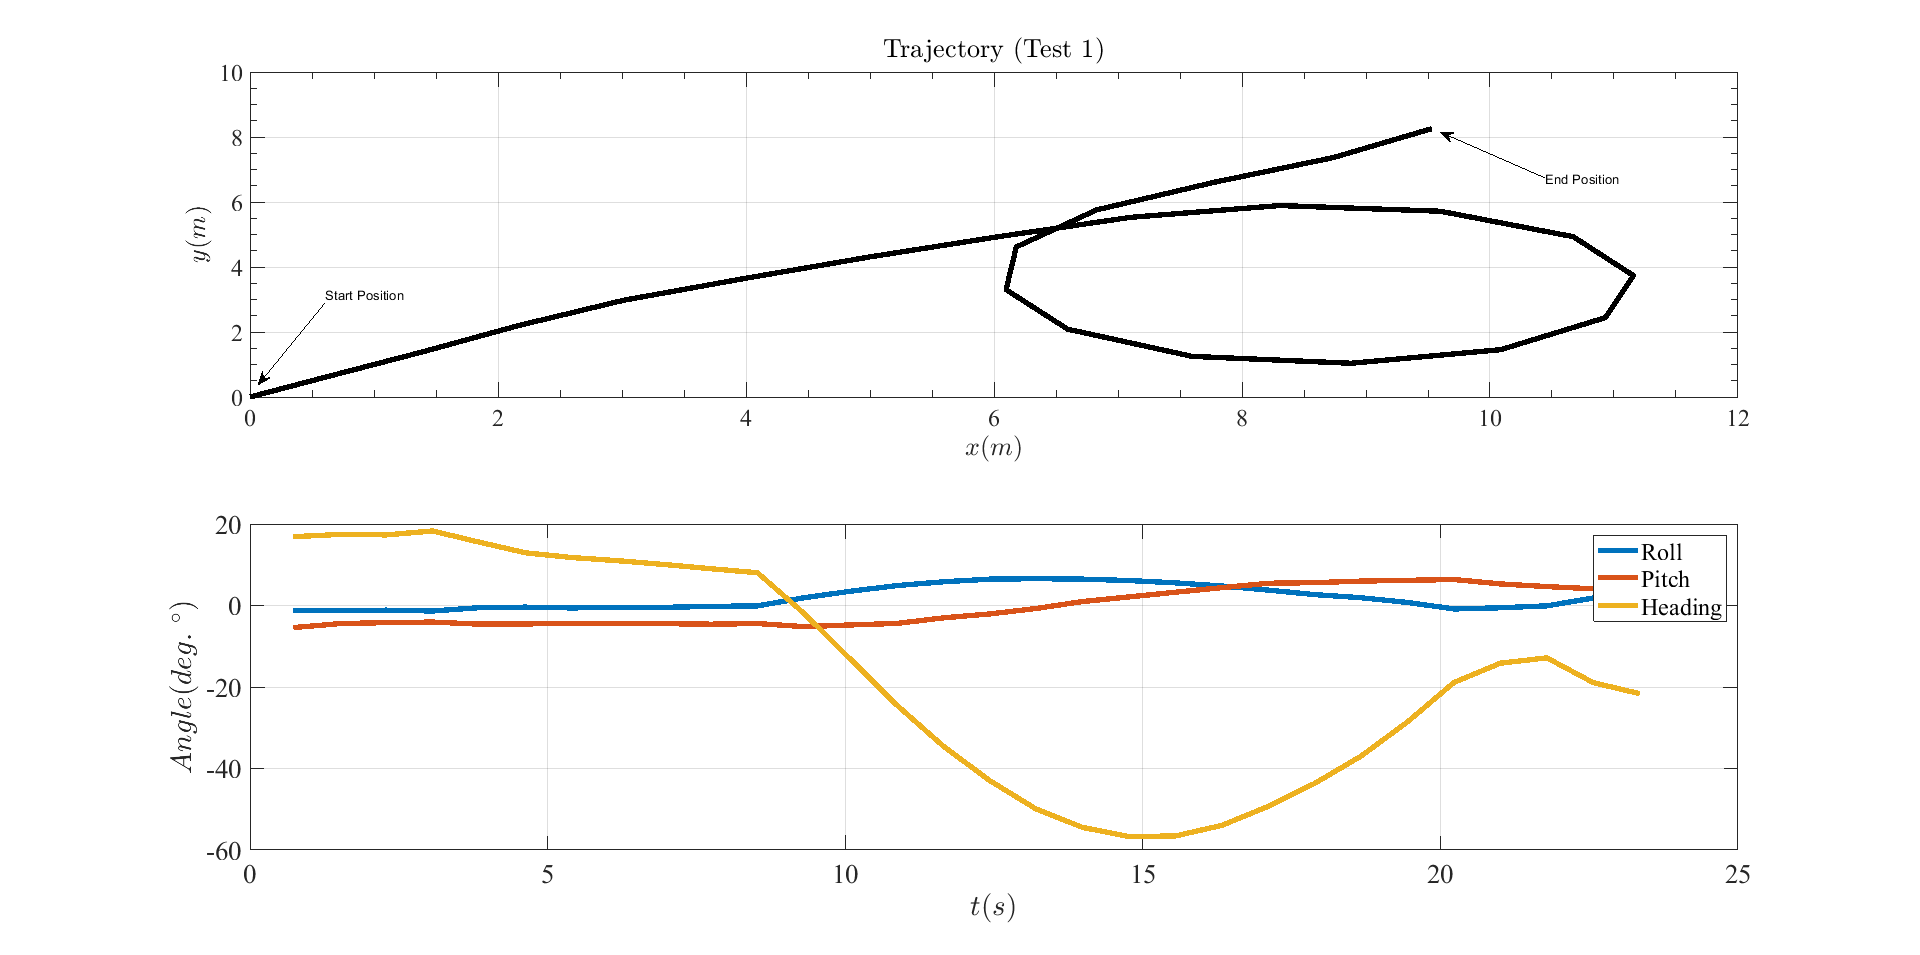 Trajectory (Test 1)
10
8
6
4
2
0
y(m)
Start Position
End Position
0 2 4 6 8 10 12
x(m)
20
0
-20
-40
-60
Angle(deg. °)
Roll
Pitch
Heading
0 5 10 15 20 25
t(s)